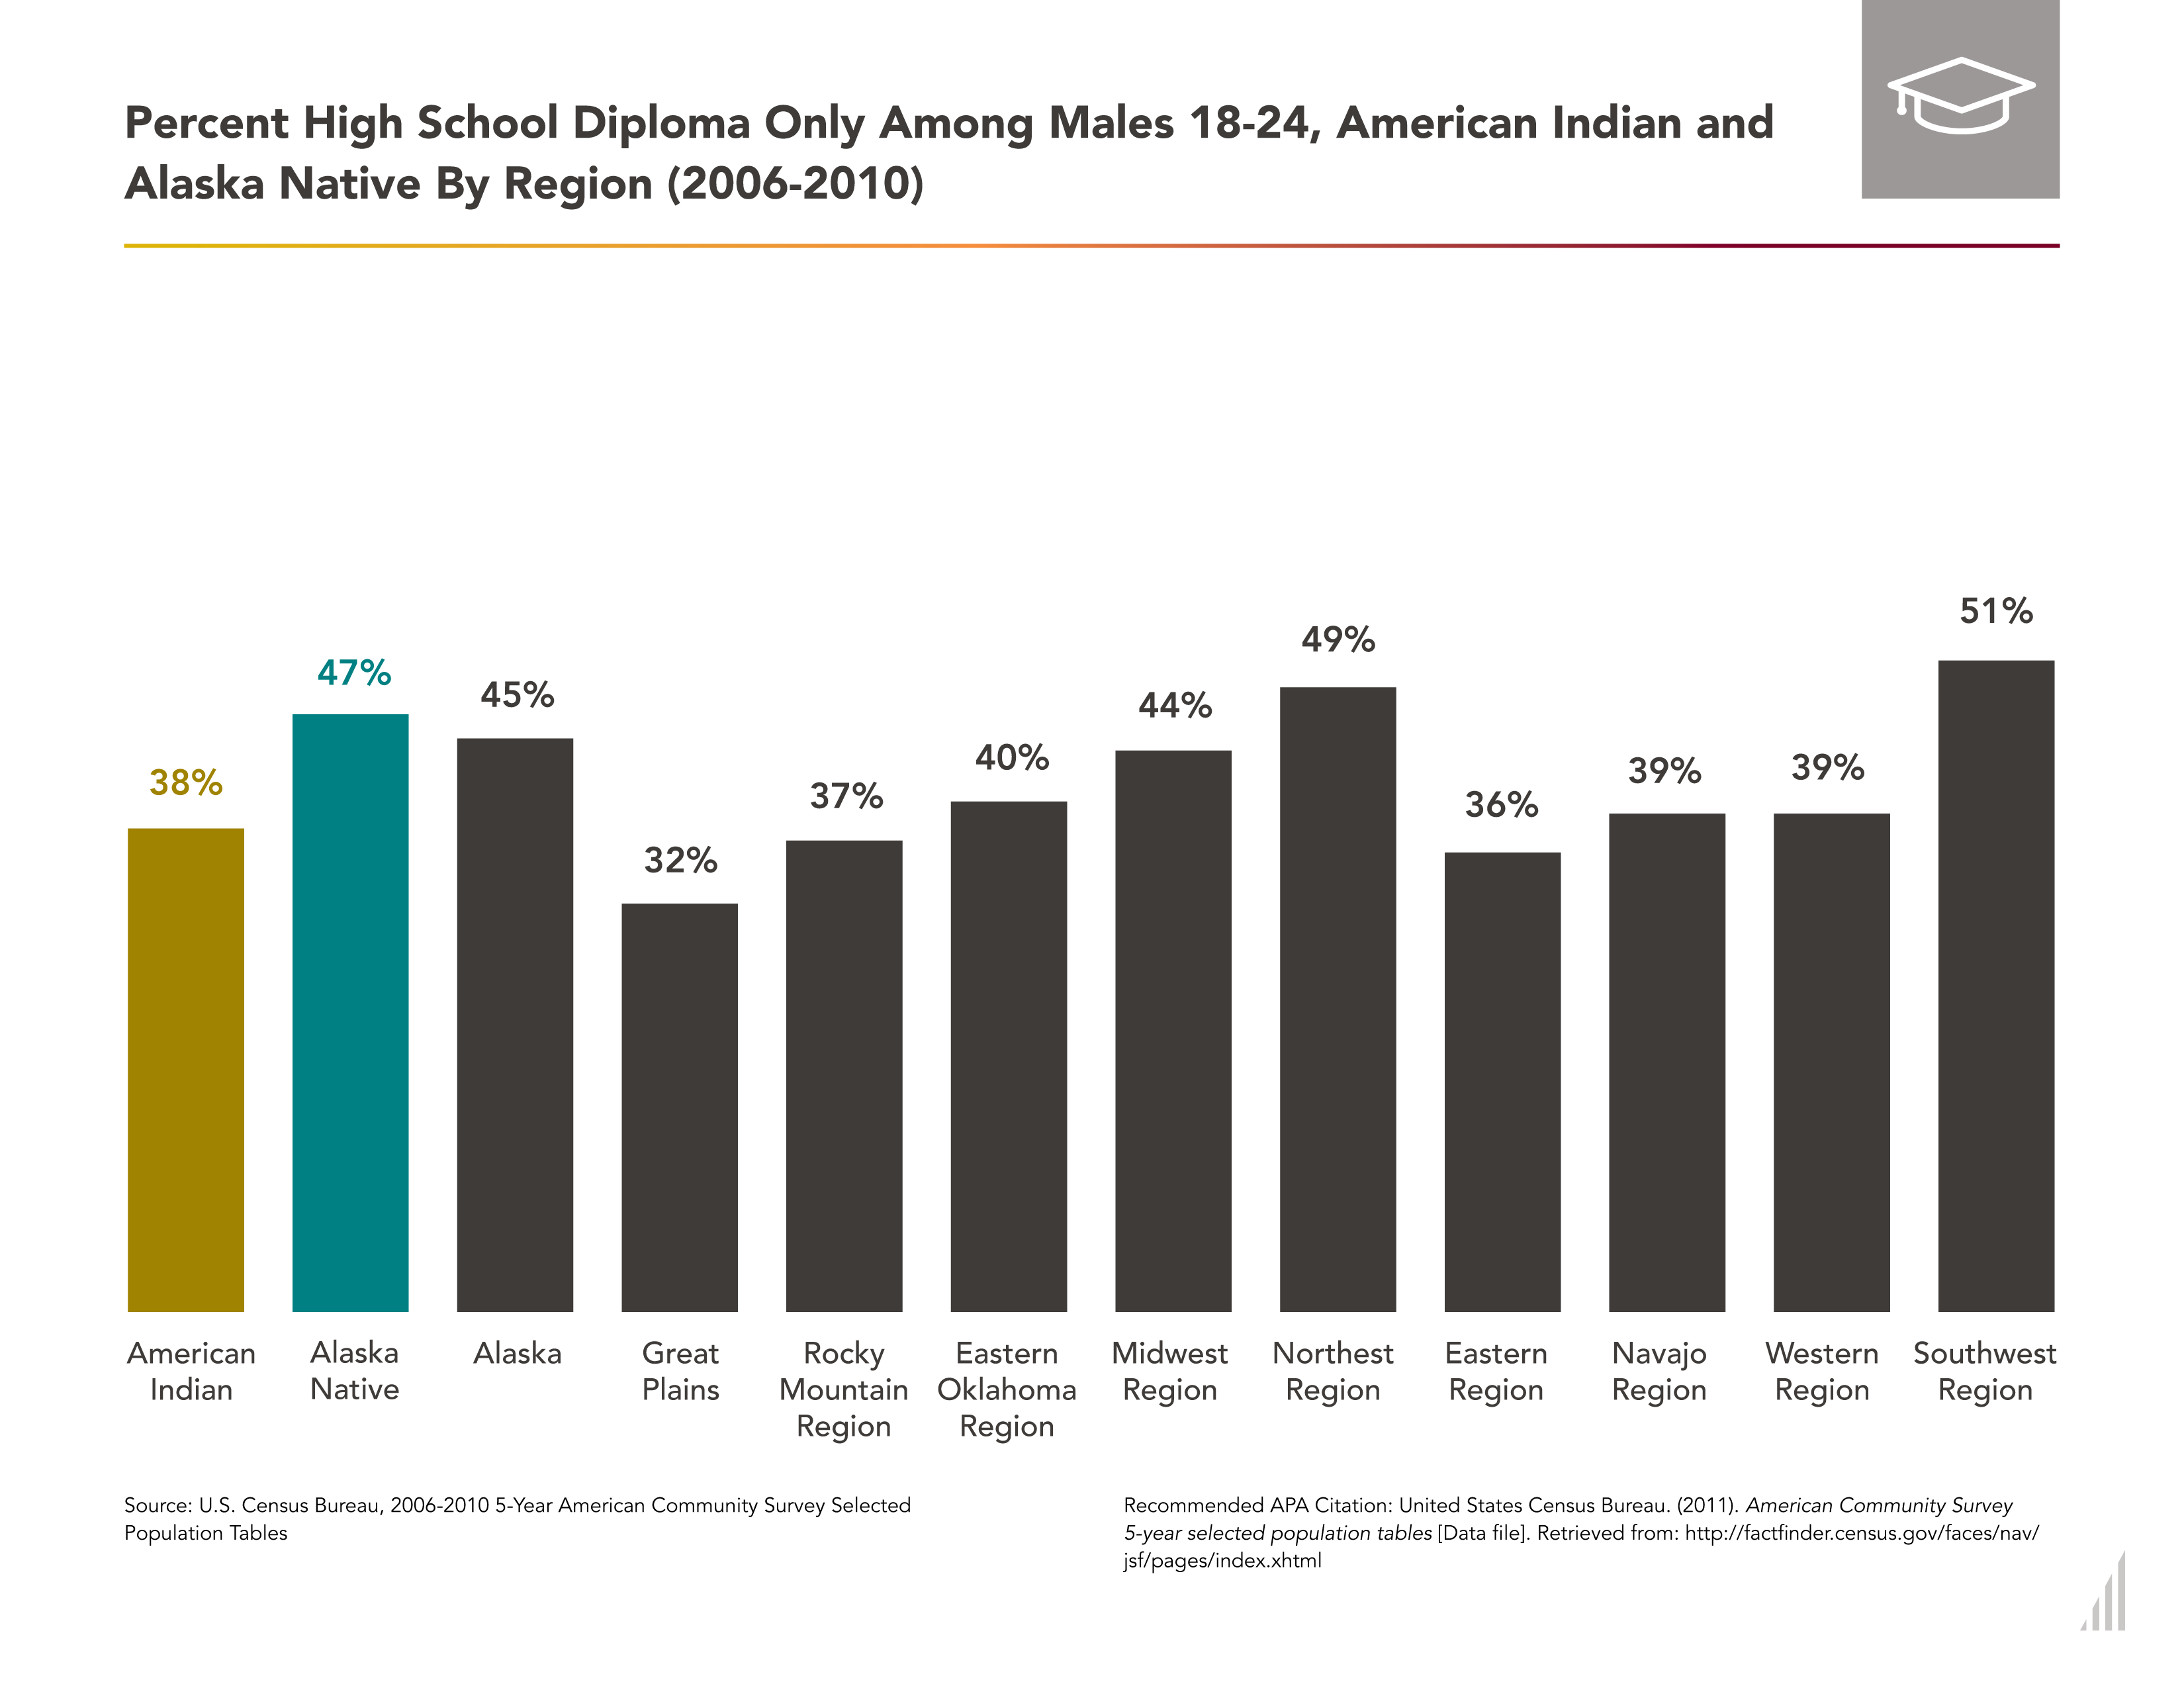 Percent High School Diploma Only Among Males 18-24, American Indian and
Alaska Native By Region (2006-2010)
38%
47%
45%
32%
37%
40%
44%
49%
36%
39%
39%
51%
American
Indian
Alaska
Native
Alaska
Great
Plains
Rocky
Mountain
Region
Eastern
Oklahoma
Region
Midwest
Region
Northest
Region
Eastern
Region
Navajo
Region
Western
Region
Southwest
Region
Source: U.S. Census Bureau, 2006-2010 5-Year American Community Survey Selected
Population Tables
Recommended APA Citation: United States Census Bureau. (2011). American Community Survey
5-year selected population tables [Data file]. Retrieved from: http://factfinder.census.gov/faces/nav/
jsf/pages/index.xhtml